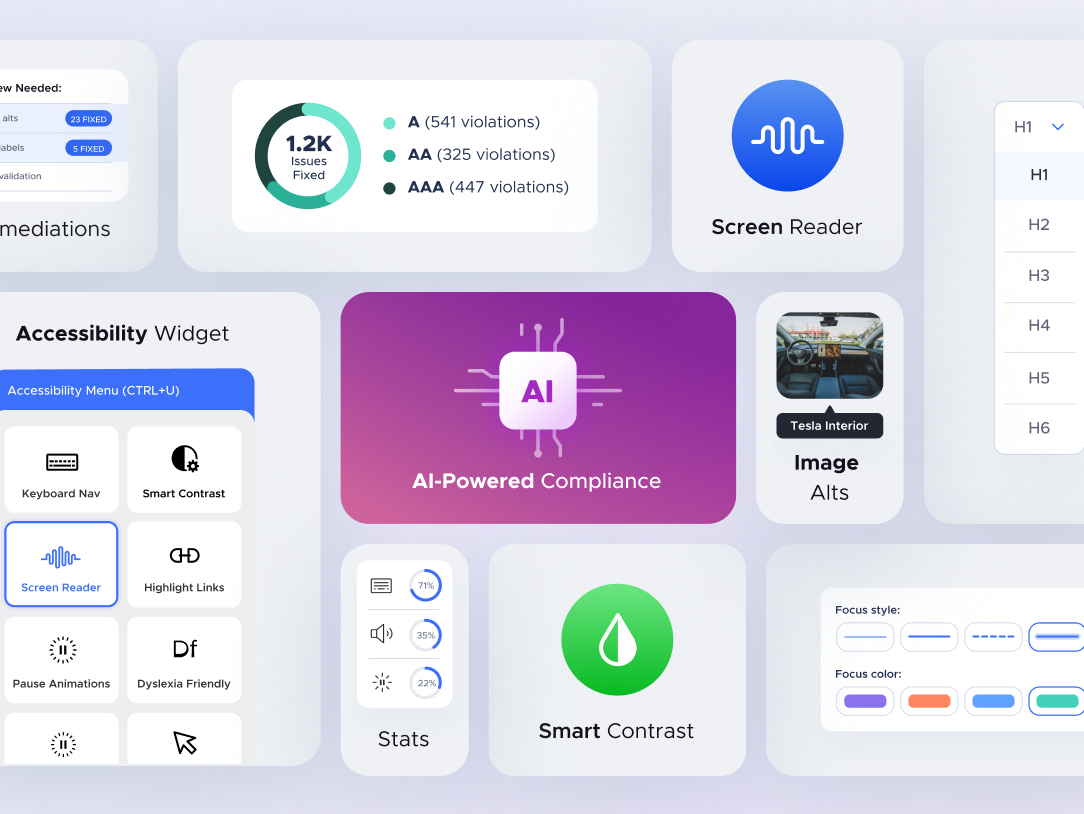 ew Needed:
alts
23 FIXED
labels
5 FIXED
validation
mediations
1.2K
Issues
Fixed
A (541 violations)
AA (325 violations)
AAA (447 violations)
Screen Reader
H1
H1
H2
H3
H4
H5
H6
Accessibility Widget
Accessibility Menu (CTRL+U)
Keyboard Nav
Smart Contrast
Screen Reader
Highlight Links
Pause Animations
Df
Dyslexia Friendly
AI
AI-Powered Compliance
Tesla Interior
Image
Alts
71%
35%
22%
Stats
Smart Contrast
Focus style:
Focus color: